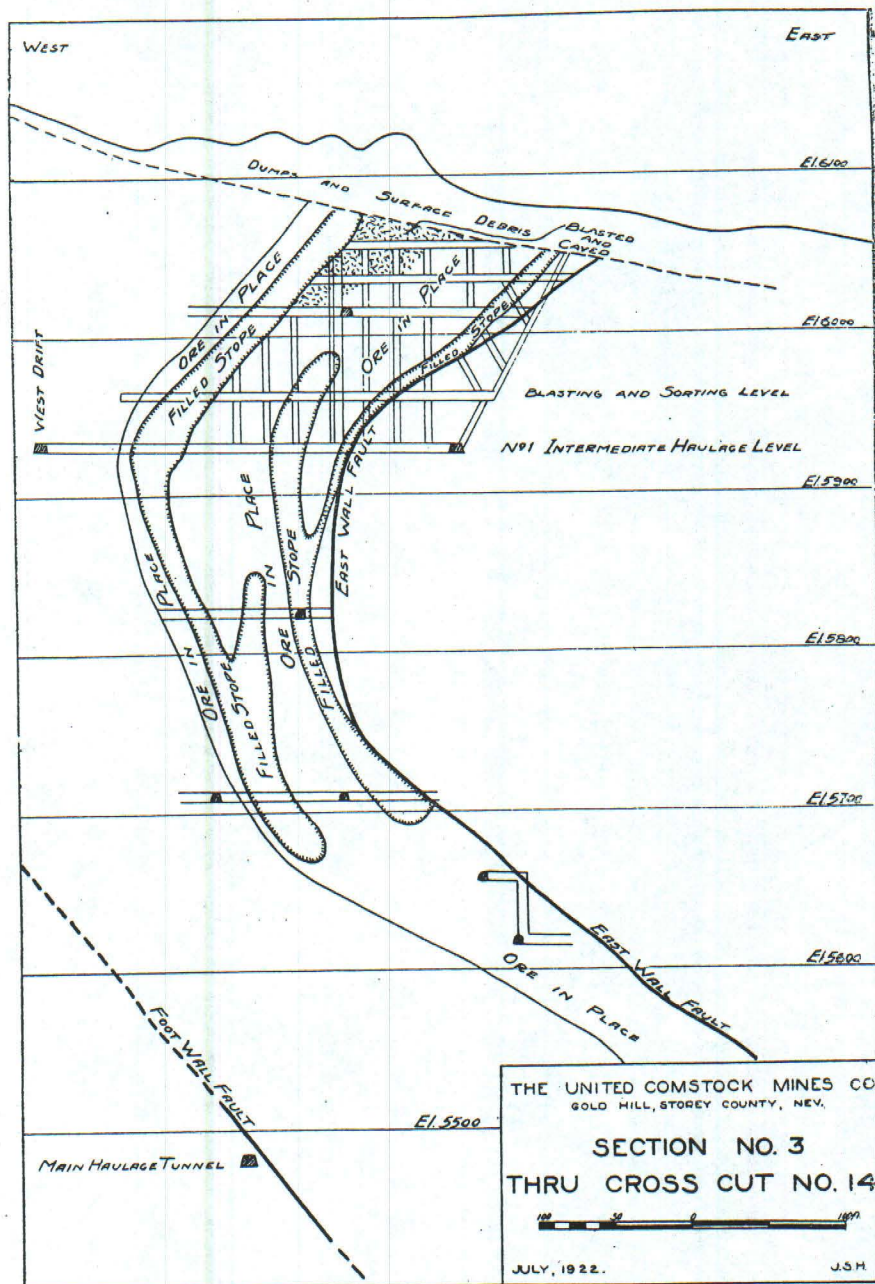 WEST
EAST
El.6100
DUMPS AND SURFACE DEBRIS
BLASTED
AND
CAVED
ORE IN PLACE
FILLED STOPE
ORE IN PLACE
FILLED STOPE
El6000
WEST DRIFT
BLASTING AND SORTING LEVEL
Nº1 INTERMEDIATE HAULAGE LEVEL
El.5900
EAST WALL FAULT
ORE IN PLACE
ORE IN PLACE
FILLED STOPE
FILLED STOPE
El.5800
El.5700
EAST WALL FAULT
El.5600
ORE IN PLACE
FOOT WALL FAULT
El.5500
MAIN HAULAGE TUNNEL
THE UNITED COMSTOCK MINES CO
GOLD HILL, STOREY COUNTY, NEV.
SECTION NO. 3
THRU CROSS CUT NO. 14
100 50 0 100Ft.
JULY, 1922. J.S.H.